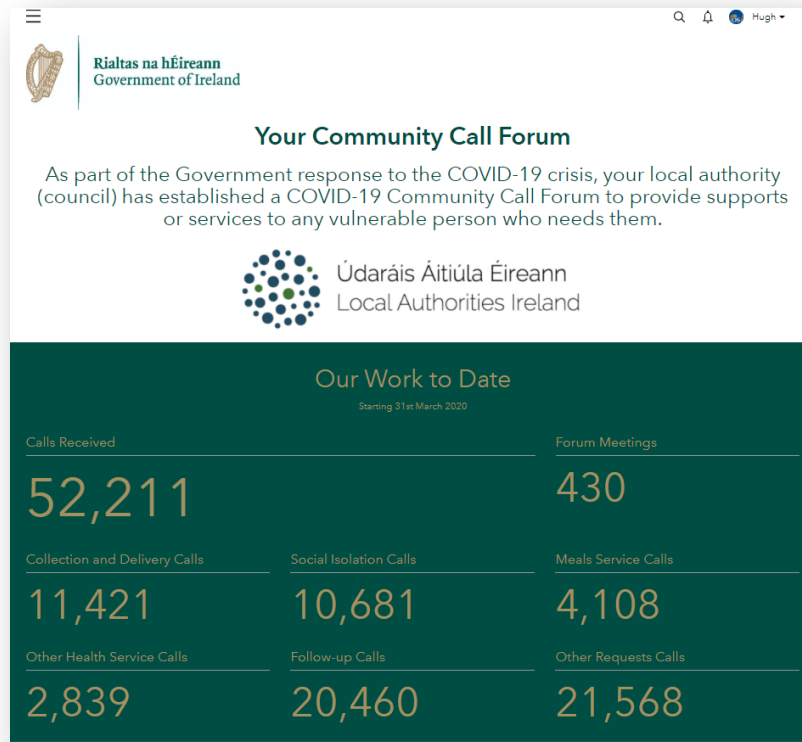 Hugh
Rialtas na hÉireann
Government of Ireland
Your Community Call Forum
As part of the Government response to the COVID-19 crisis, your local authority
(council) has established a COVID-19 Community Call Forum to provide supports
or services to any vulnerable person who needs them.
Údaráis Áitiúla Éireann
Local Authorities Ireland
Our Work to Date
Starting 31st March 2020
Calls Received
52,211
Forum Meetings
430
Collection and Delivery Calls
11,421
Social Isolation Calls
10,681
Meals Service Calls
4,108
Other Health Service Calls
2,839
Follow-up Calls
20,460
Other Requests Calls
21,568